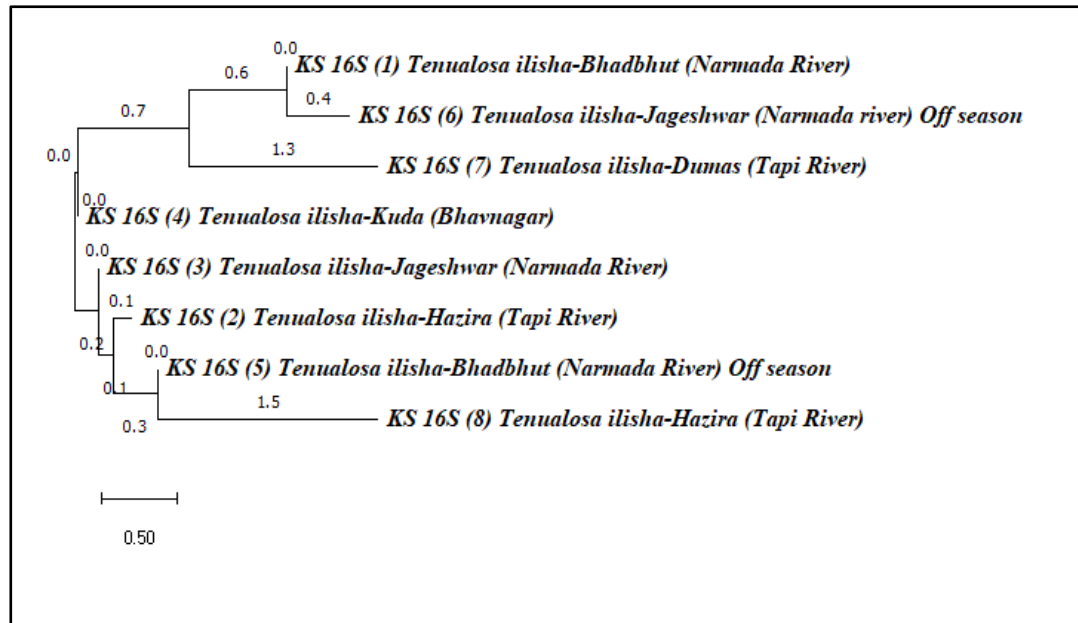 0.0
KS 16S (1) Tenualosa ilisha-Bhadbhut (Narmada River)
0.6
0.4
KS 16S (6) Tenualosa ilisha-Jageshwar (Narmada river) Off season
0.7
1.3
KS 16S (7) Tenualosa ilisha-Dumas (Tapi River)
0.0
0.0
KS 16S (4) Tenualosa ilisha-Kuda (Bhavnagar)
0.0
KS 16S (3) Tenualosa ilisha-Jageshwar (Narmada River)
0.1
KS 16S (2) Tenualosa ilisha-Hazira (Tapi River)
0.2
0.0
KS 16S (5) Tenualosa ilisha-Bhadbhut (Narmada River) Off season
0.1
1.5
KS 16S (8) Tenualosa ilisha-Hazira (Tapi River)
0.3
0.50